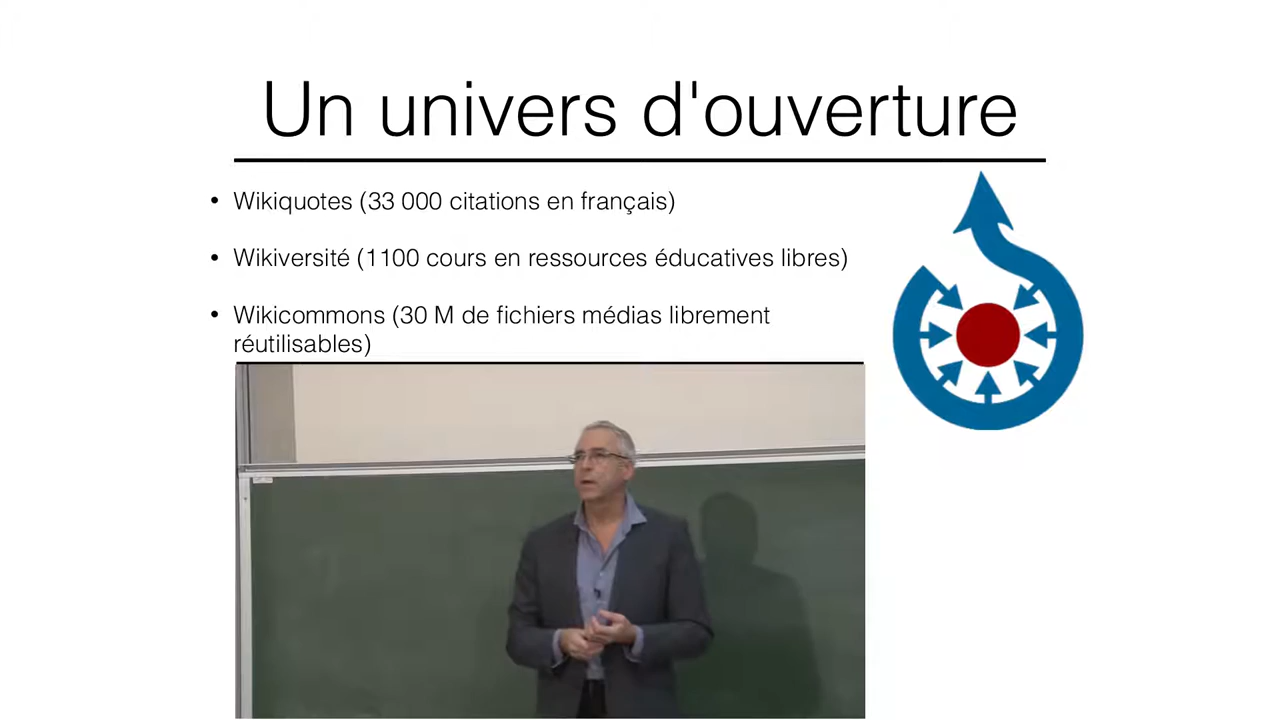 Un univers d'ouverture
• Wikiquotes (33 000 citations en français)
• Wikiversité (1100 cours en ressources éducatives libres)
• Wikicommons (30 M de fichiers médias librement
réutilisables)